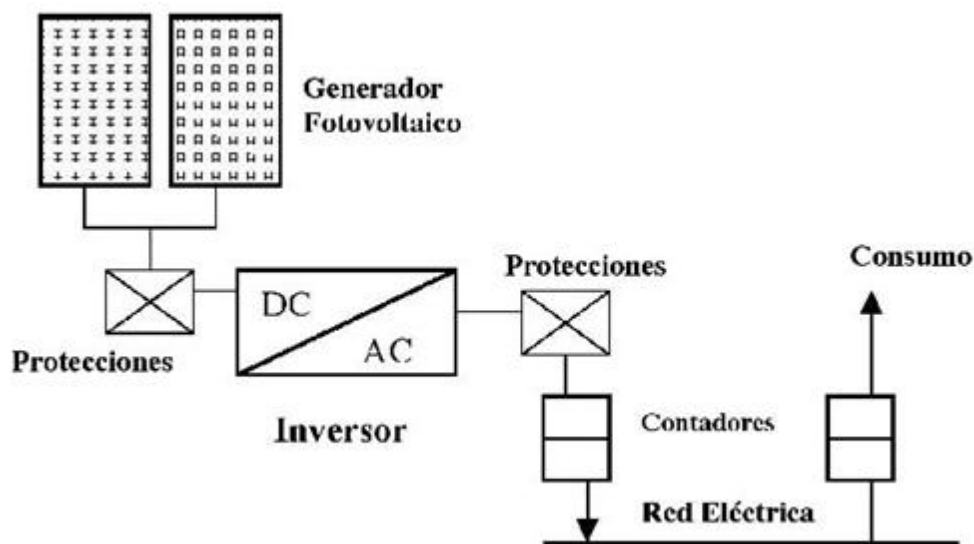 Generador
Fotovoltaico
Protecciones
DC
AC
Inversor
Protecciones
Contadores
Consumo
Red Eléctrica